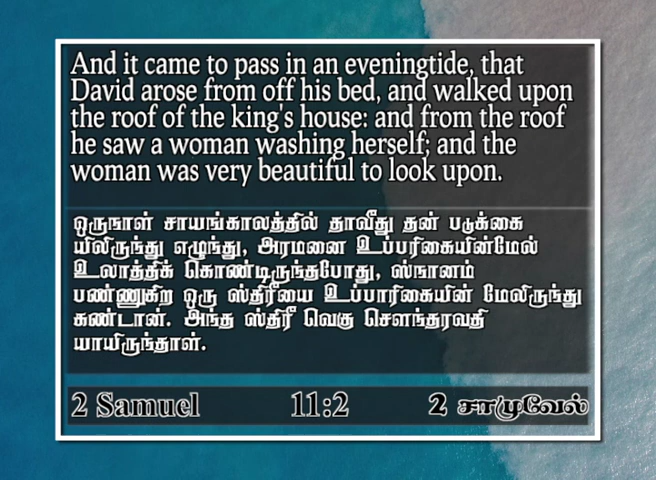 And it came to pass in an eveningtide, that
David arose from off his bed, and walked upon
the roof of the king's house: and from the roof
he saw a woman washing herself; and the
woman was very beautiful to look upon.
ஒருநாள் சாயங்காலத்தில் தாவீது தன் படுக்கை
யிலிருந்து எழுந்து, அரமனை உப்பரிகையின்மேல்
உலாத்திக் கொண்டிருந்தபோது, ஸ்நானம்
பண்ணுகிற ஒரு ஸ்திரீயை உப்பாரிகையின் மேலிருந்து
கண்டான். அந்த ஸ்திரீ வெகு சௌந்தரவதி
யாயிருந்தாள்.
2 Samuel 11:2 2 சாமுவேல்